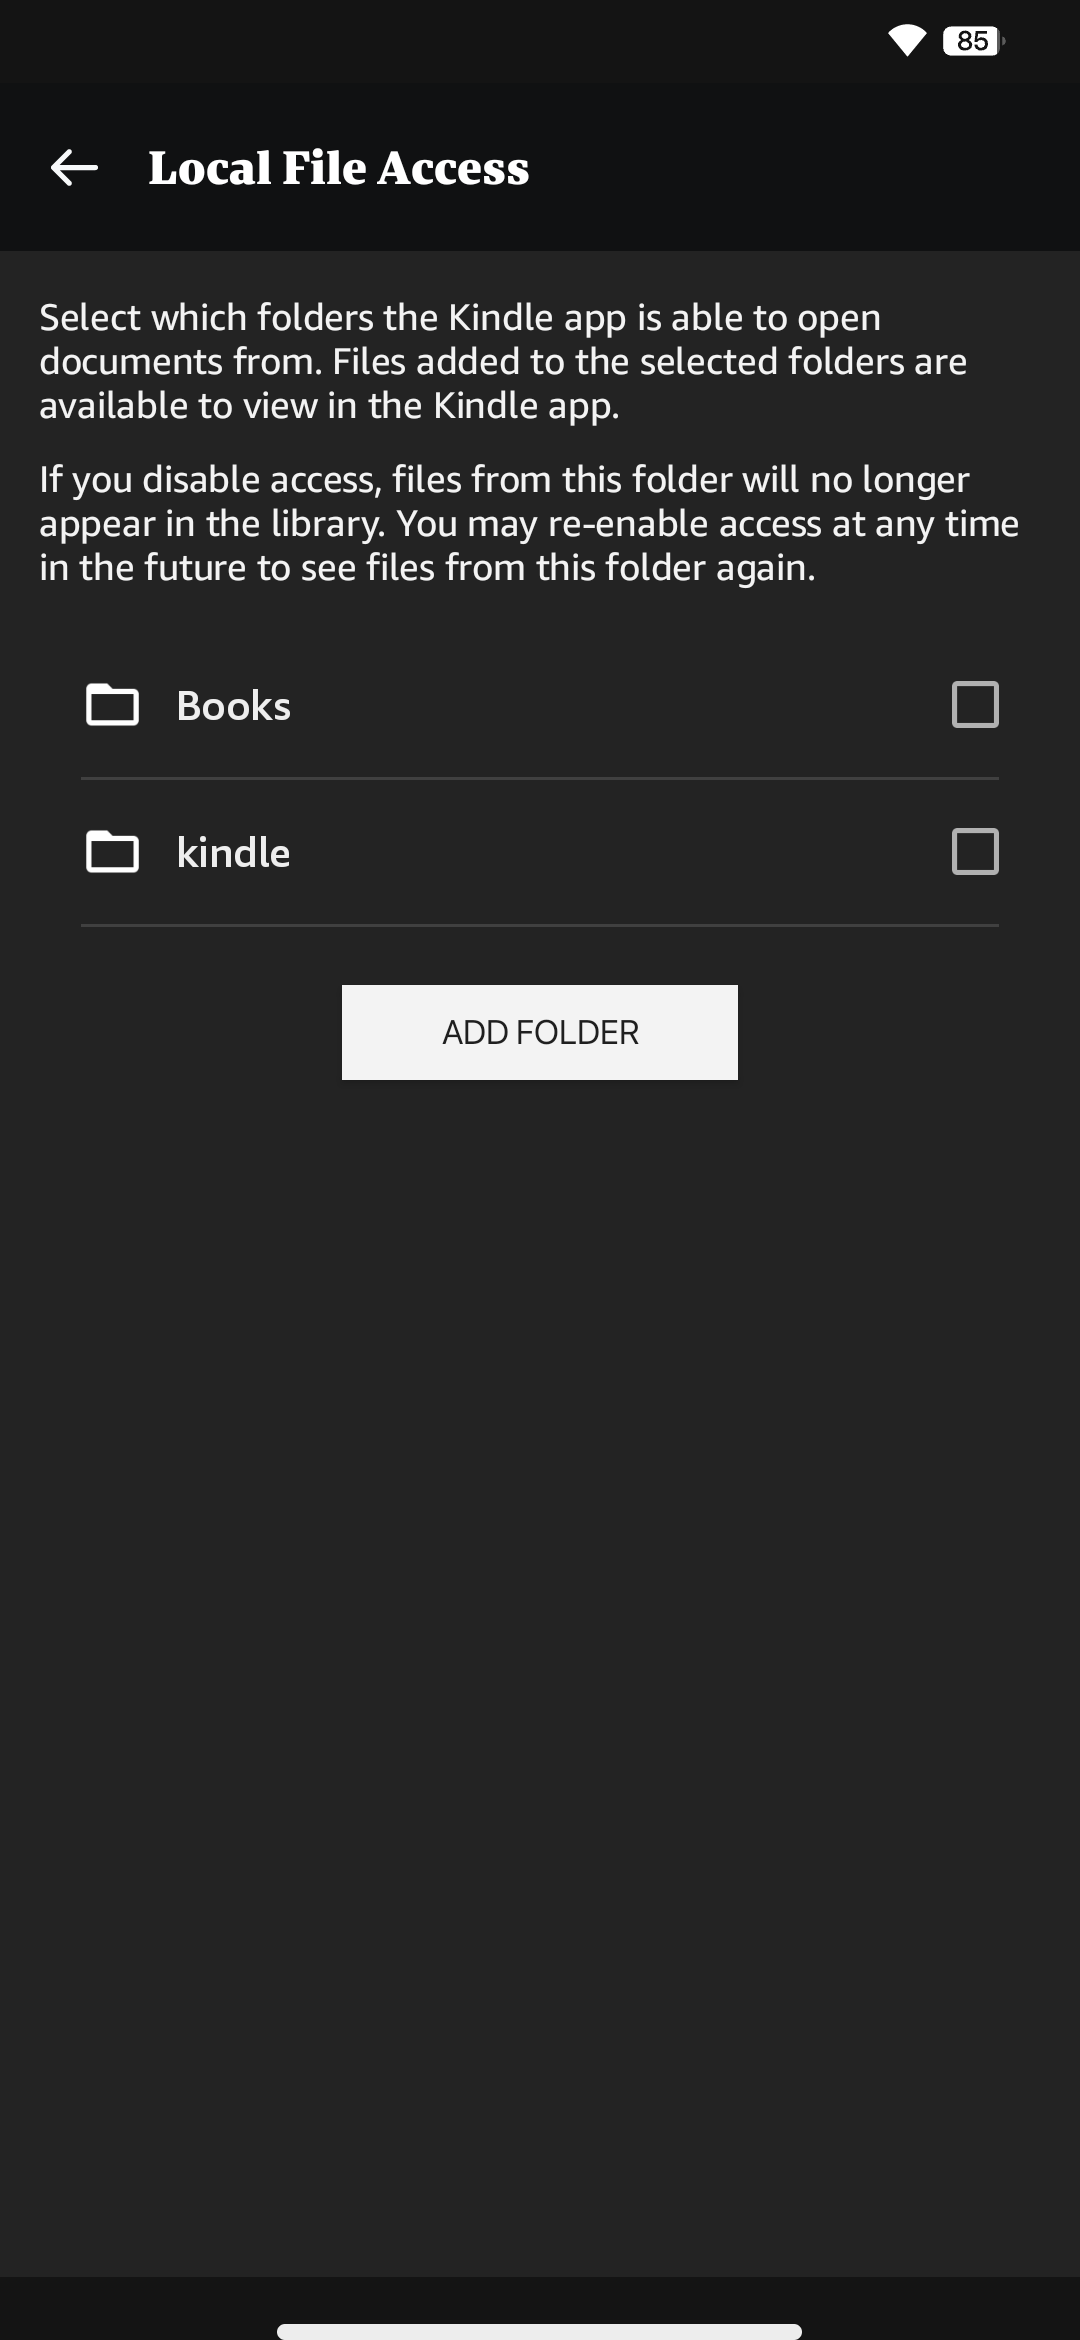 85
Local File Access
Select which folders the Kindle app is able to open
documents from. Files added to the selected folders are
available to view in the Kindle app.
If you disable access, files from this folder will no longer
appear in the library. You may re-enable access at any time
in the future to see files from this folder again.
Books
kindle
ADD FOLDER